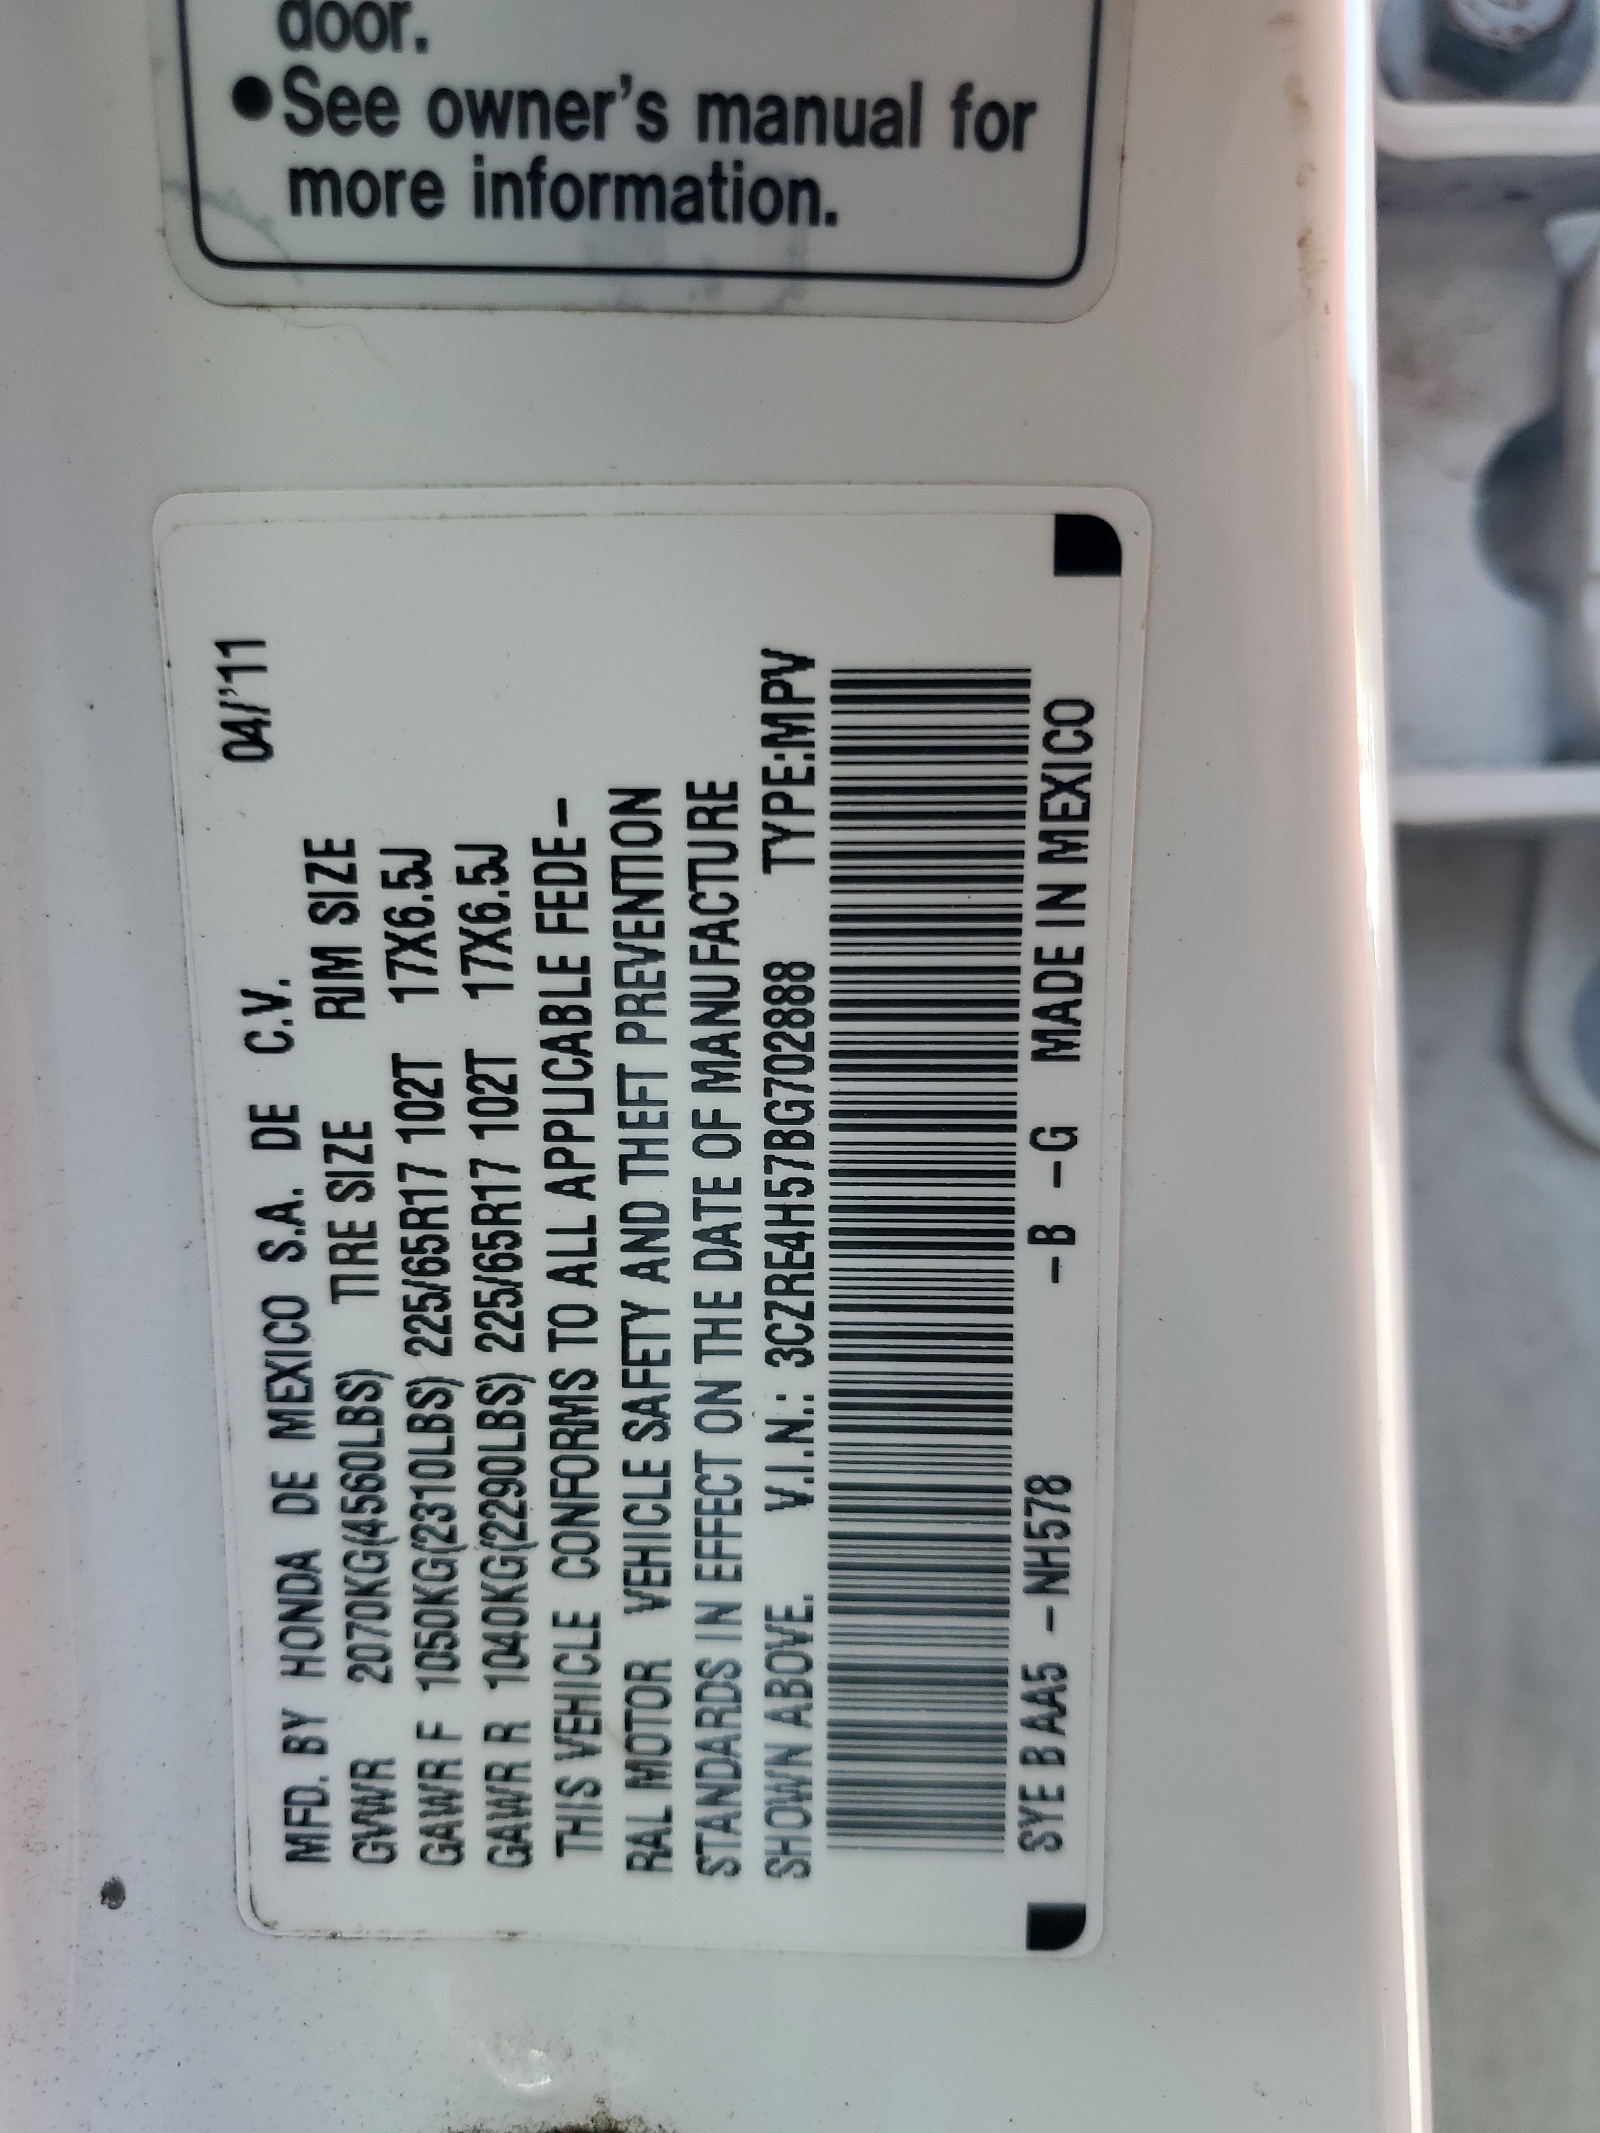 door.
●See owner's manual for
more information.
04/'11
MFD. BY HONDA DE MEXICO S.A. DE C.V.
GVWR 2070KG(4560LBS) TIRE SIZE RIM SIZE
GAWR F 1050KG(2310LBS) 225/65R17 102T 17X6.5J
GAWR R 1040KG(2290LBS) 225/65R17 102T 17X6.5J
THIS VEHICLE CONFORMS TO ALL APPLICABLE FEDE-
RAL MOTOR VEHICLE SAFETY AND THEFT PREVENTION
STANDARDS IN EFFECT ON THE DATE OF MANUFACTURE
SHOWN ABOVE. V.I.N.: 3CZRE4H57BG702888 TYPE:MPV
SYE B AA5 -NH578 -B -G MADE IN MEXICO